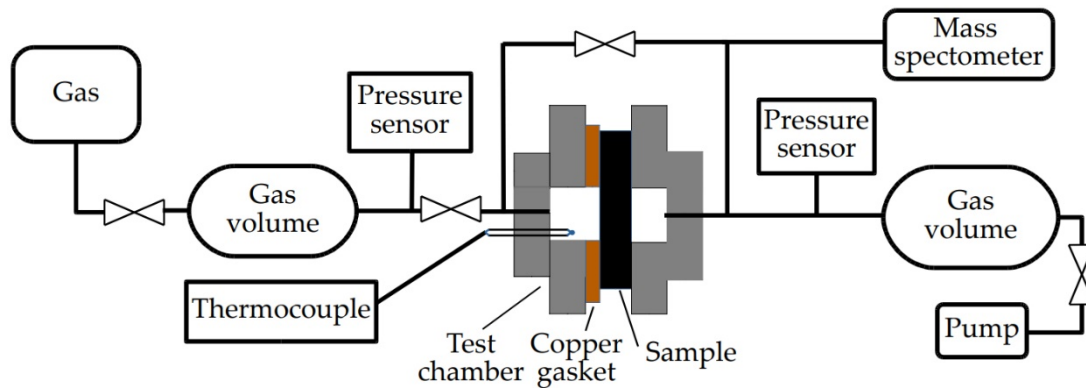 Gas
Pressure
sensor
Mass
spectometer
Pressure
sensor
Gas
volume
Gas
volume
Thermocouple
Test
chamber
Copper
gasket
Sample
Pump